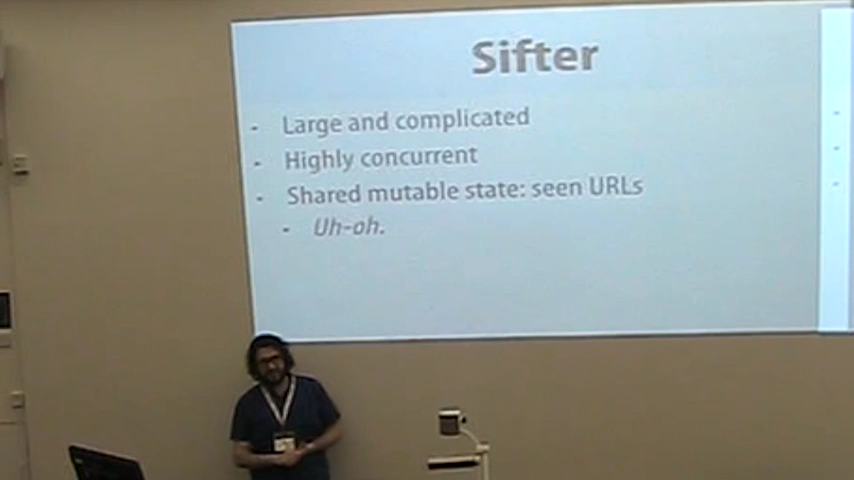 Sifter
- Large and complicated
- Highly concurrent
- Shared mutable state: seen URLs
- Uh-oh.